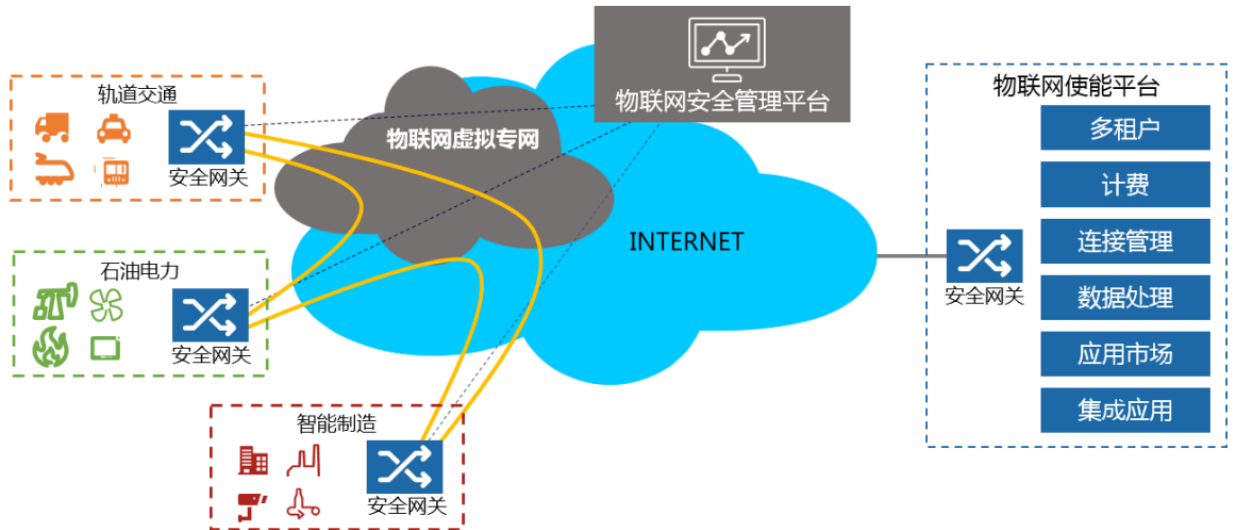 物联网安全管理平台
轨道交通
安全网关
物联网虚拟专网
INTERNET
石油电力
安全网关
智能制造
安全网关
物联网使能平台
安全网关
多租户
计费
连接管理
数据处理
应用市场
集成应用